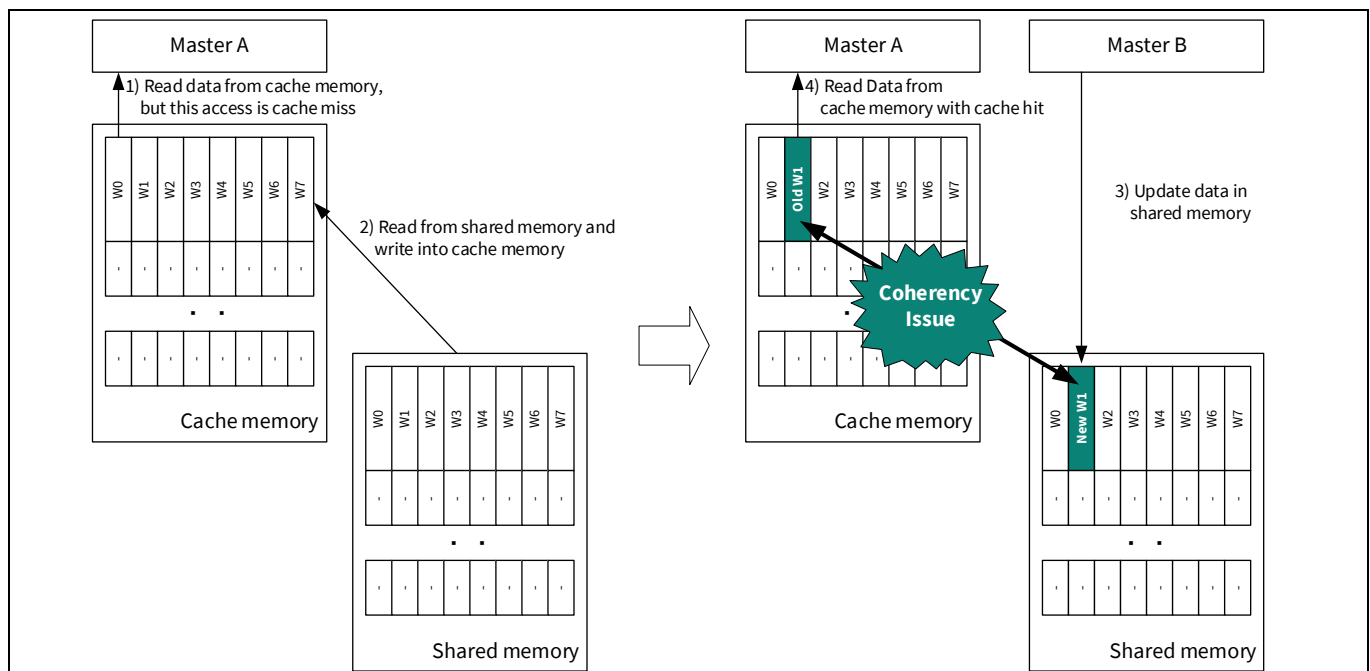 Master A
1) Read data from cache memory,
but this access is cache miss
W0 W1 W2 W3 W4 W5 W6 W7
- - - - - - - -
. .
- - - - - - - -
Cache memory
2) Read from shared memory and
write into cache memory
W0 W1 W2 W3 W4 W5 W6 W7
- - - - - - - -
. .
- - - - - - - -
Shared memory
Master A
Master B
4) Read Data from
cache memory with cache hit
W0 Old W1 W2 W3 W4 W5 W6 W7
- - - - -
. .
- - - - - -
Cache memory
Coherency
Issue
3) Update data in
shared memory
W0 New W1 W2 W3 W4 W5 W6 W7
- - - - - - - -
. .
- - - - - - - -
Shared memory